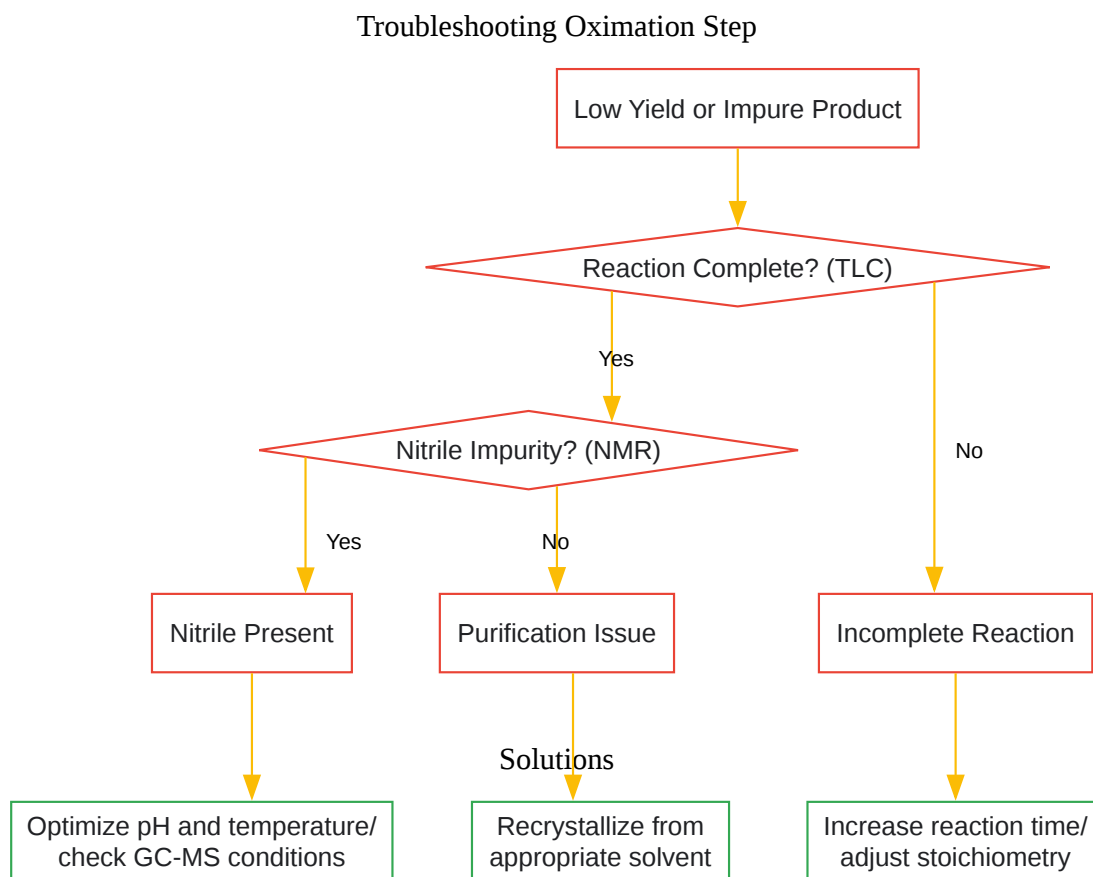 Troubleshooting Oximation Step
Low Yield or Impure Product
Reaction Complete? (TLC)
Yes
Nitrile Impurity? (NMR)
No
Yes
No
Nitrile Present
Purification Issue
Incomplete Reaction
Solutions
Optimize pH and temperature/
check GC-MS conditions
Recrystallize from
appropriate solvent
Increase reaction time/
adjust stoichiometry